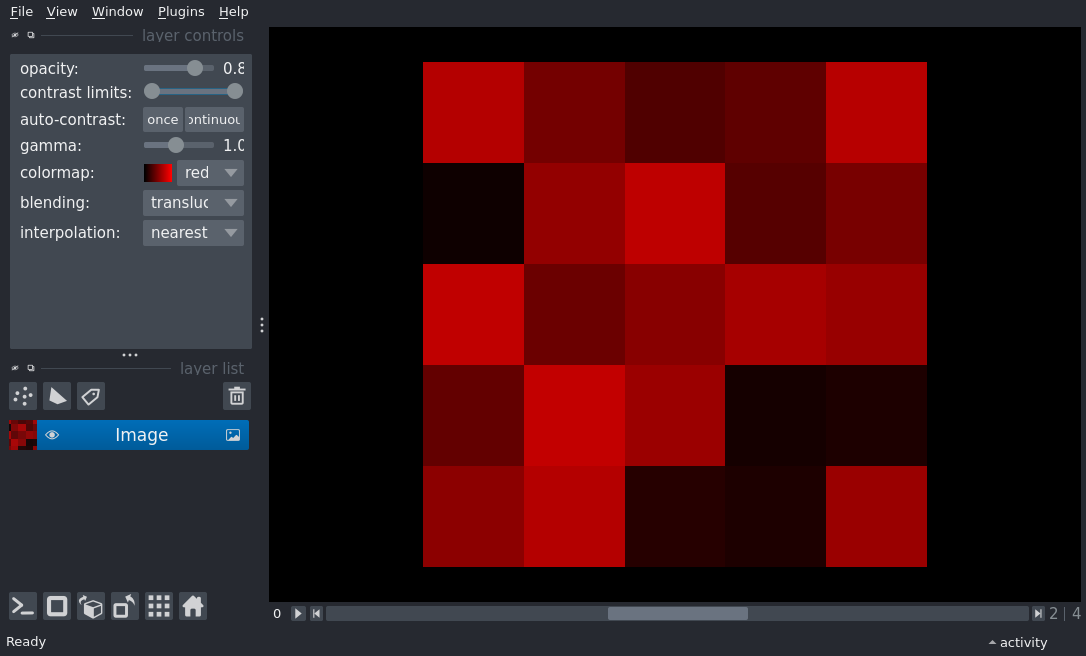 File View Window Plugins Help
layer controls
opacity: 0.8
contrast limits:
auto-contrast: once ontinuou
gamma: 1.0
colormap: red
blending: transluc
interpolation: nearest
layer list
Image
0 2 | 4
Ready activity